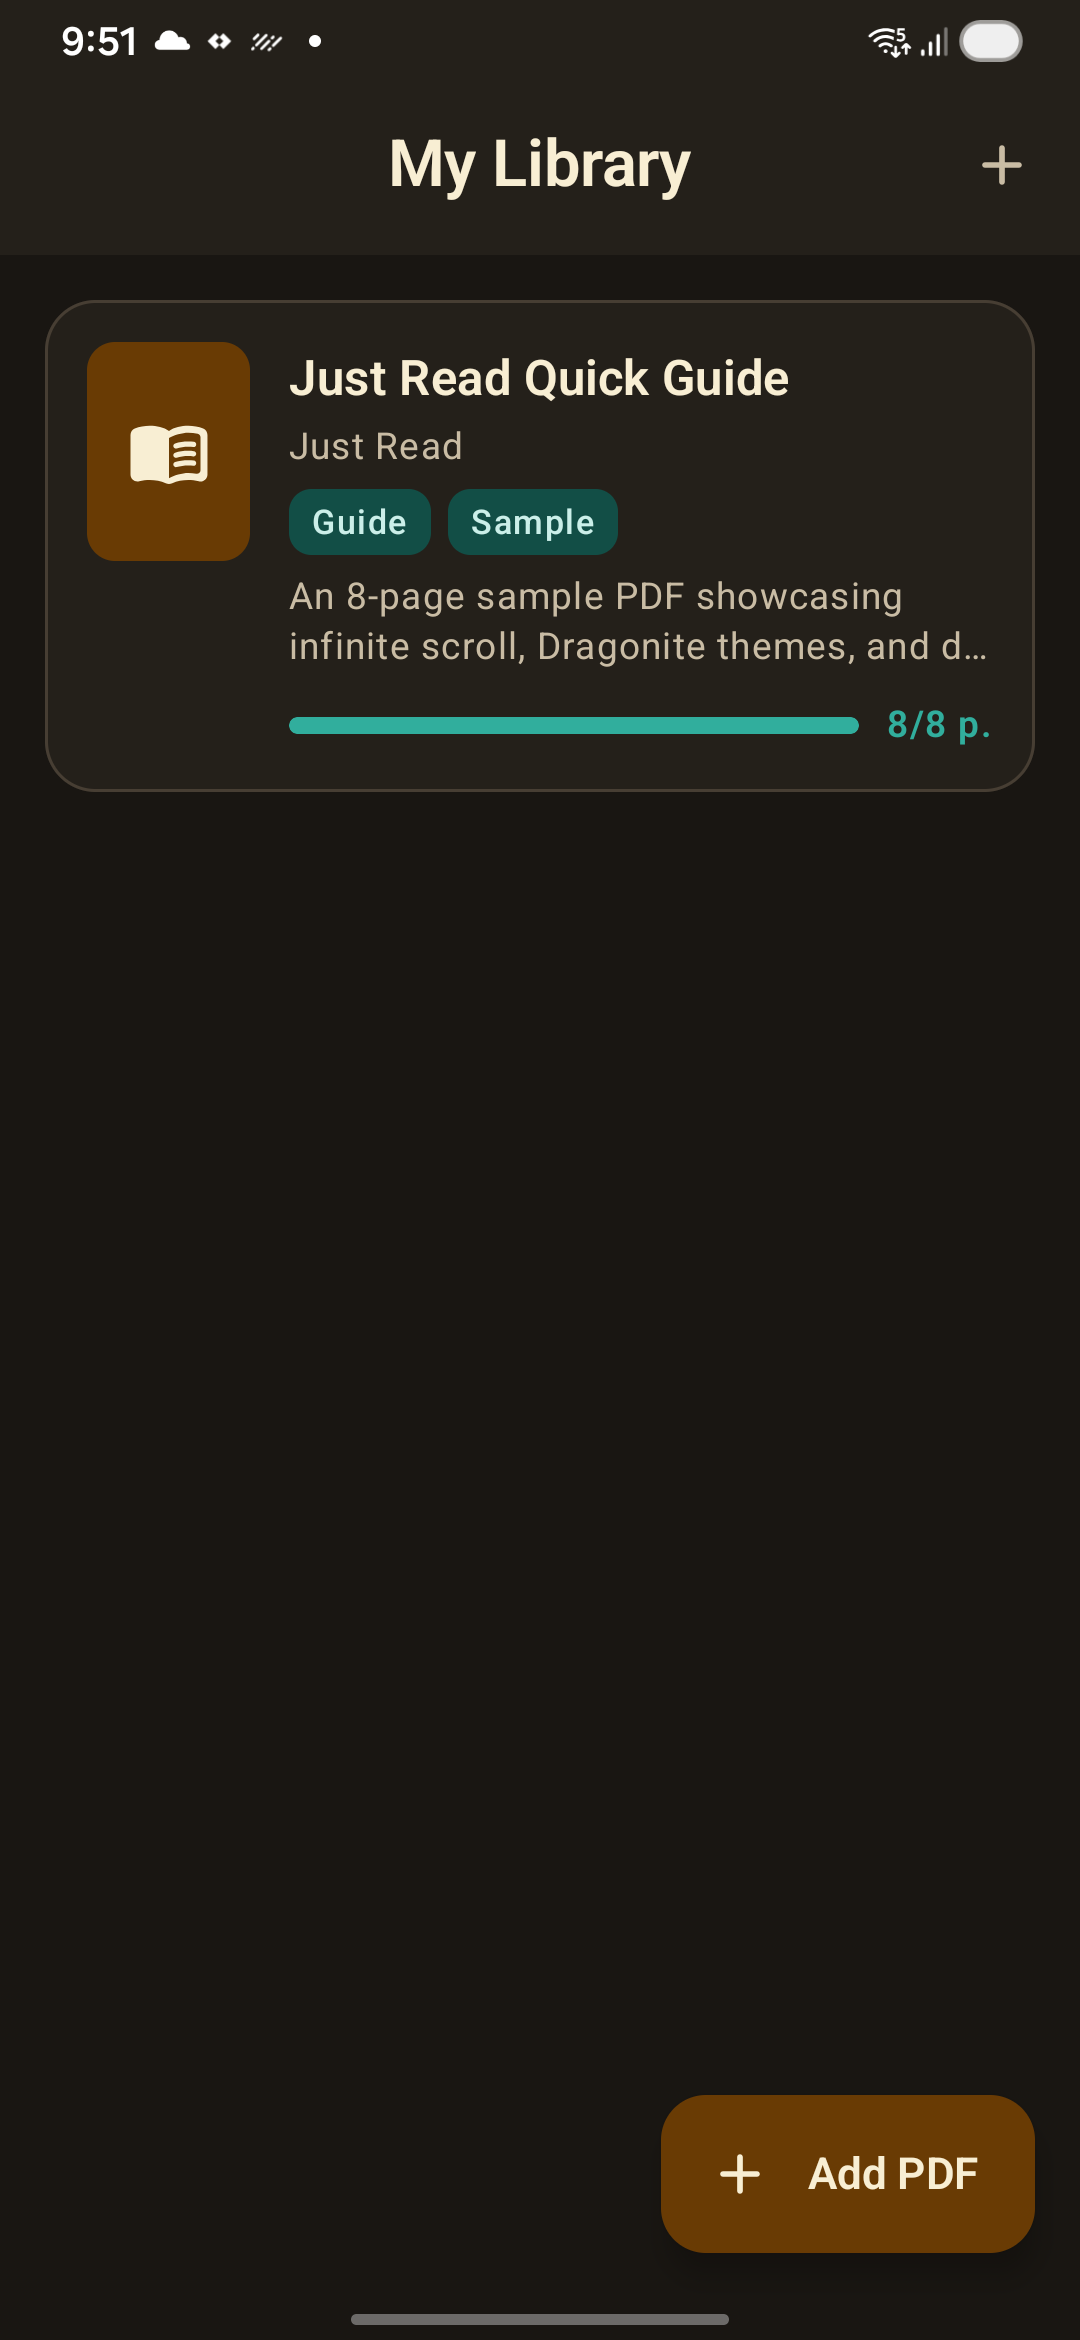 9:51
My Library
Just Read Quick Guide
Just Read
Guide Sample
An 8-page sample PDF showcasing
infinite scroll, Dragonite themes, and d…
8/8 p.
Add PDF